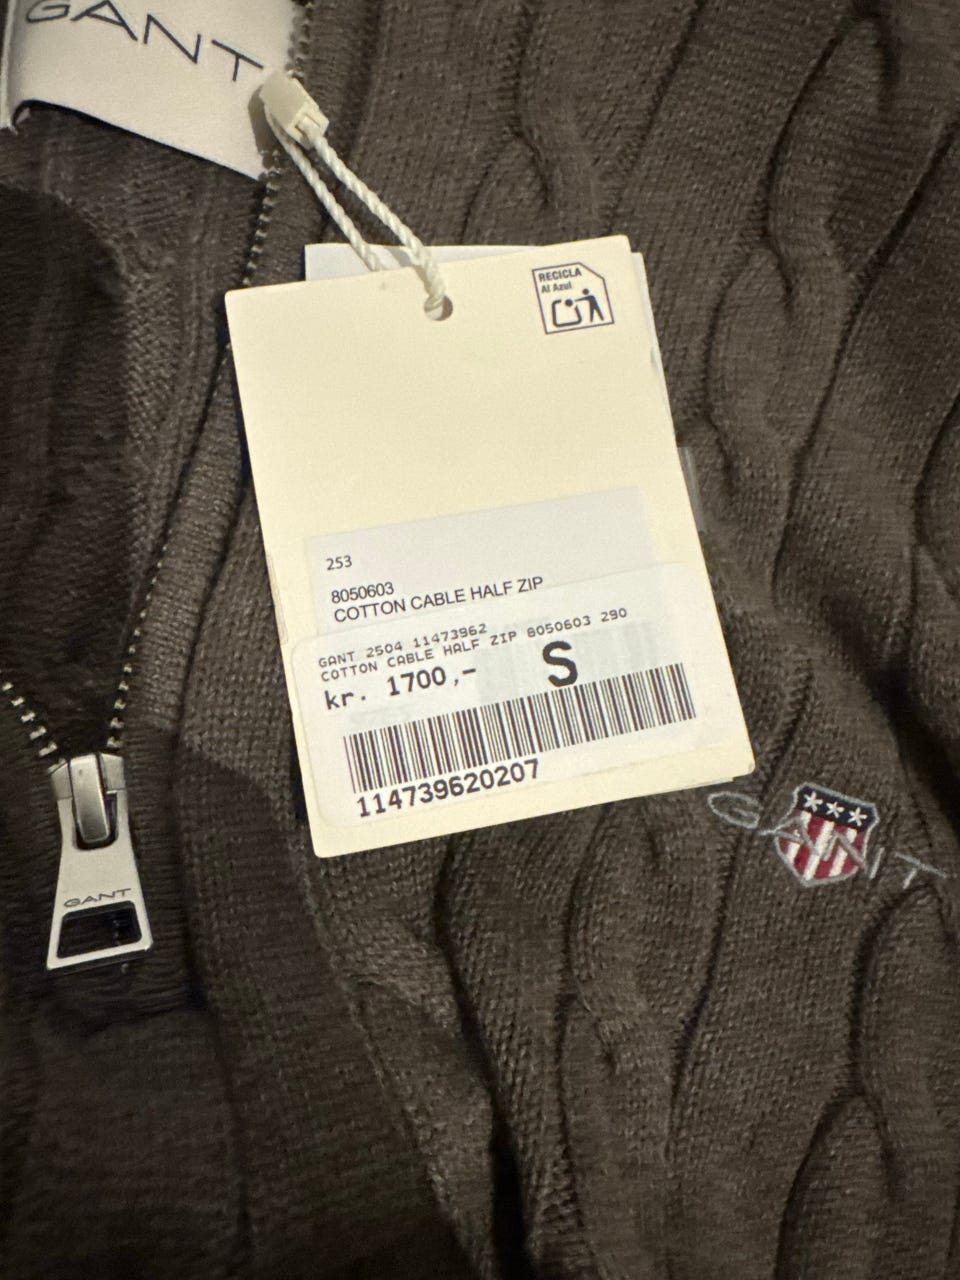 GANT
RECICLA
Al Azul
253
8050603
COTTON CABLE HALF ZIP
GANT 2504 11473962
COTTON CABLE HALF ZIP 8050603 290
kr. 1700,- S
114739620207
GANT
GANT